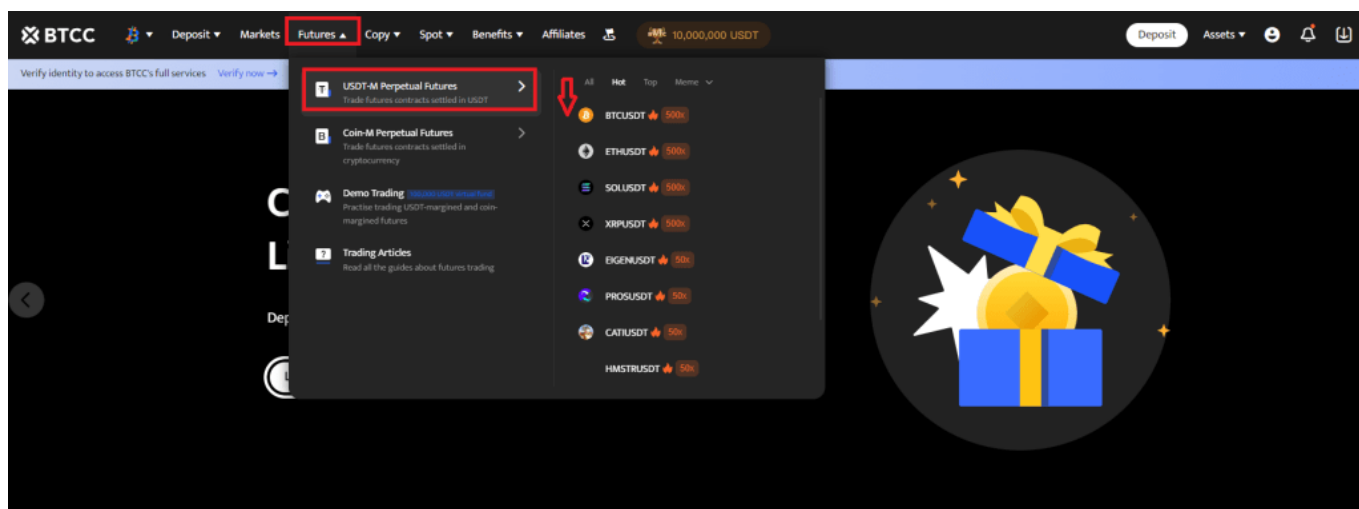 BTCC
Deposit
Markets
Futures
Copy
Spot
Benefits
Affiliates
10,000,000 USDT
Deposit
Assets
Verify identity to access BTCC's full services
Verify now →
USDT-M Perpetual Futures
Trade futures contracts settled in USDT
Coin-M Perpetual Futures
Trade futures contracts settled in
cryptocurrency
Demo Trading
Practise trading USDT-margined and coin-
margined futures
Trading Articles
Read all the guides about futures trading
All
Hot
Top
Meme
BTCUSDT 500x
ETHUSDT 500x
SOLUSDT 500x
XRPUSDT 500x
EIGENUSDT 50x
PROSUSDT 50x
CATIUSDT 50x
HMSTRUSDT 50x
C
L
Dep